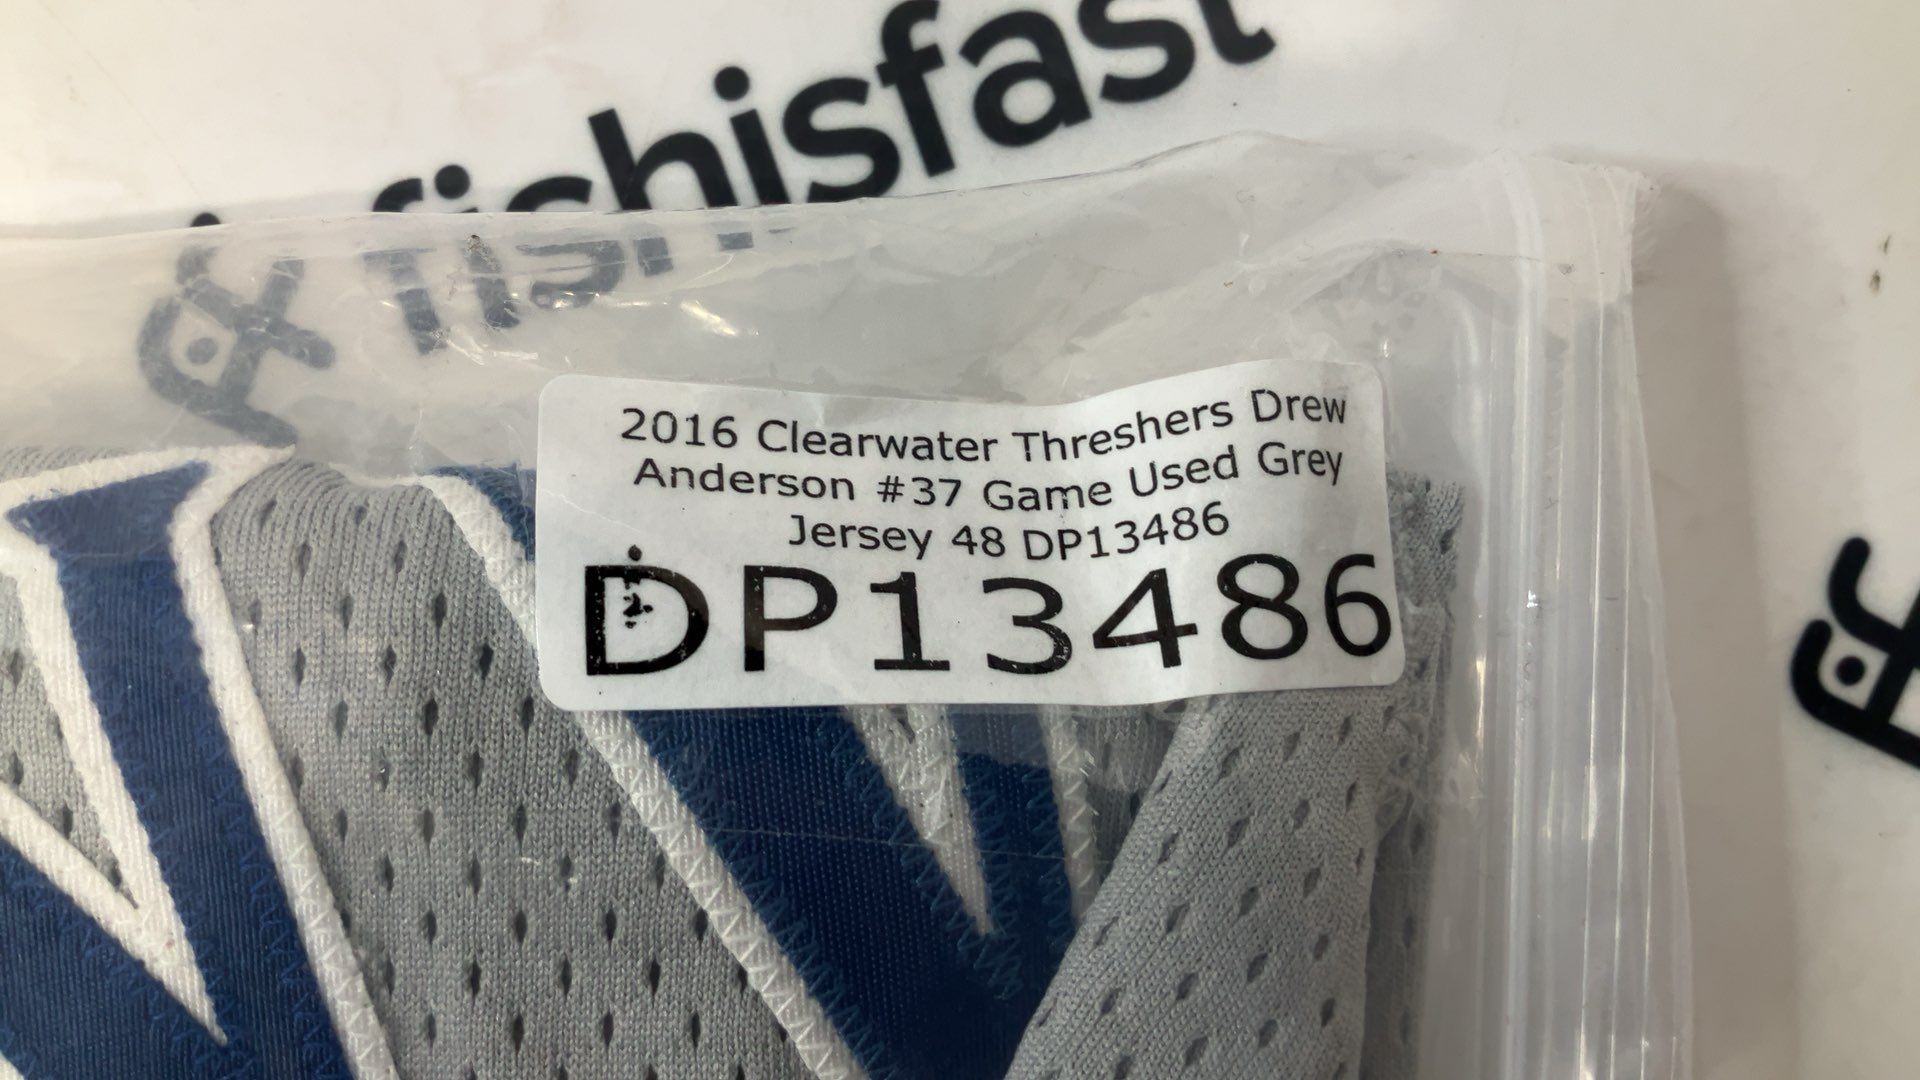 fishisfast
2016 Clearwater Threshers Drew
Anderson #37 Game Used Grey
Jersey 48 DP13486
DP13486